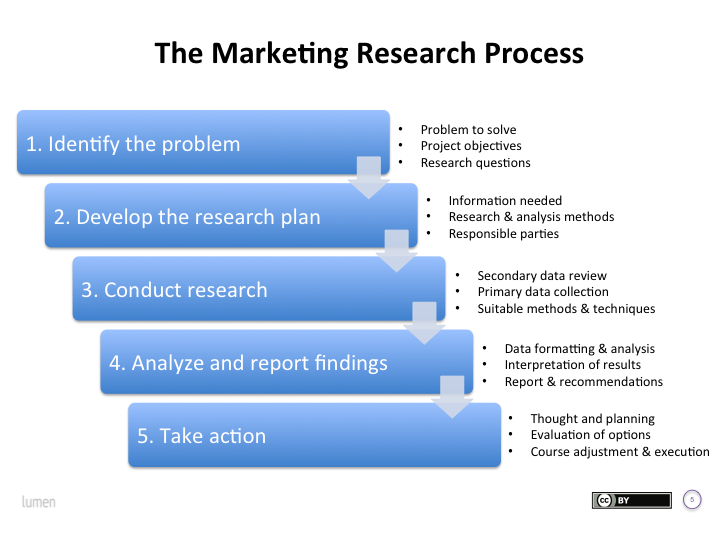 The Marketing Research Process
1. Identify the problem
• Problem to solve
• Project objectives
• Research questions
2. Develop the research plan
• Information needed
• Research & analysis methods
• Responsible parties
3. Conduct research
• Secondary data review
• Primary data collection
• Suitable methods & techniques
4. Analyze and report findings
• Data formatting & analysis
• Interpretation of results
• Report & recommendations
5. Take action
• Thought and planning
• Evaluation of options
• Course adjustment & execution
lumen
cc BY
5